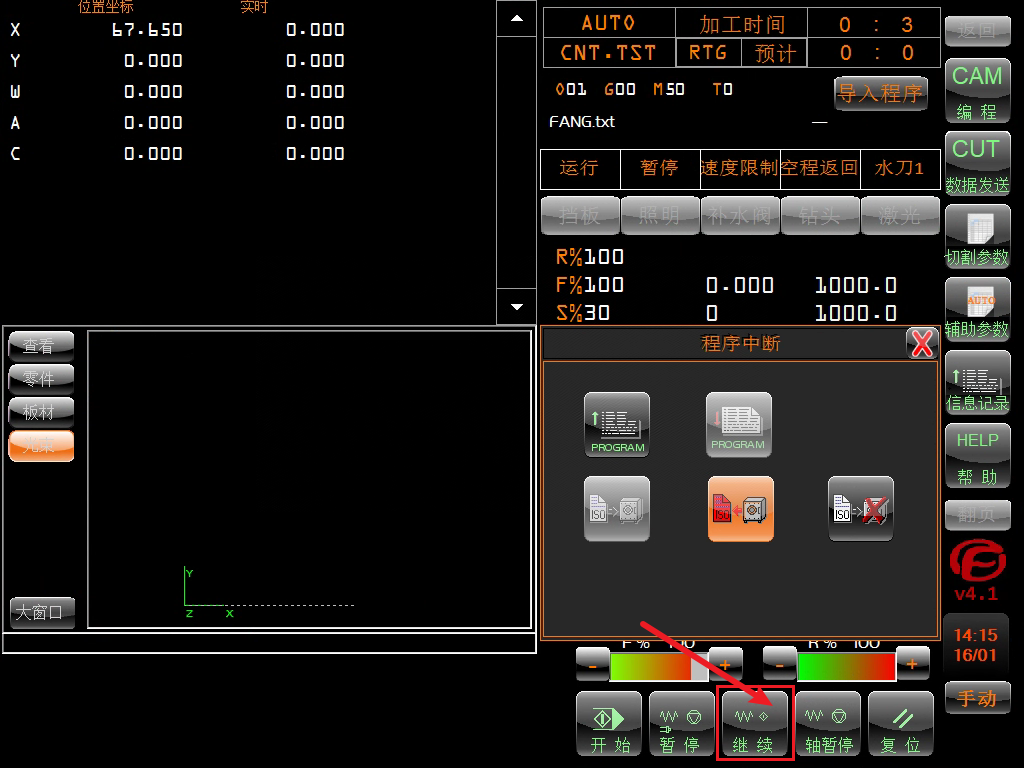 位置坐标 实时
X 67.650 0.000
Y 0.000 0.000
W 0.000 0.000
A 0.000 0.000
C 0.000 0.000
AUTO 加工时间 0 : 3
CNT.TST RTG 预计 0 : 0
O01 G00 M50 T0 导入程序
FANG.txt —
运行 暂停 速度限制 空程返回 水刀1
挡板 照明 补水阀 钻头 激光
R%100
F%100 0.000 1000.0
S%30 0 1000.0
返回
CAM
编 程
CUT
数据发送
切割参数
AUTO
辅助参数
信息记录
HELP
帮 助
翻页
v4.1
14:15
16/01
手动
查看
零件
板材
光束
大窗口
Y
Z X
程序中断
PROGRAM PROGRAM
ISO ISO ISO
F% 100 R% 100
- + - +
开 始 暂 停 继 续 轴暂停 复 位